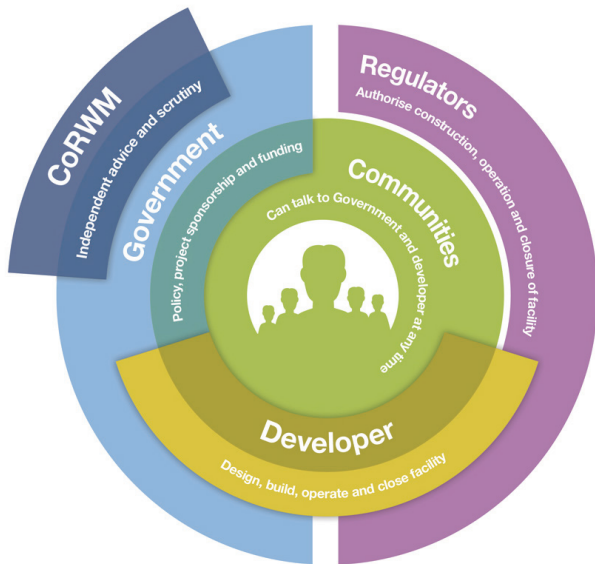 CoRWM
Independent advice and scrutiny
Government
Policy, project sponsorship and funding
Regulators
Authorise construction, operation and closure of facility
Communities
Can talk to Government and developer at any time
Developer
Design, build, operate and close facility